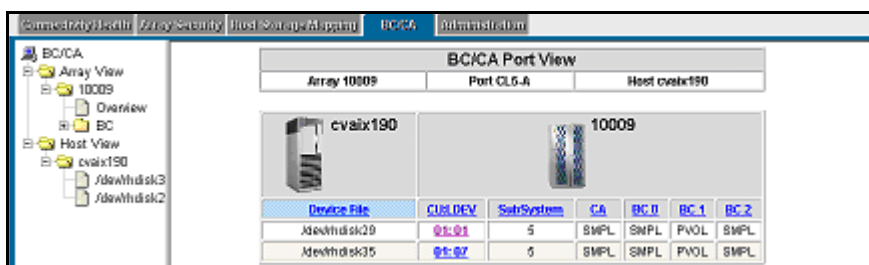 Connectivity/Health Array Security Host Storage Mapping BC/CA Administration
BC/CA
Array View
10009
Overview
BC
Host View
cvaix190
/dev/rhdisk3
/dev/rhdisk2
BC/CA Port View
Array 10009 Port CL5-A Host cvaix190
cvaix190 10009
Device File CU:LDEV SubSystem CA BC 0 BC 1 BC 2
/dev/rhdisk29 01:01 5 SMPL SMPL PVOL SMPL
/dev/rhdisk35 01:07 5 SMPL SMPL PVOL SMPL